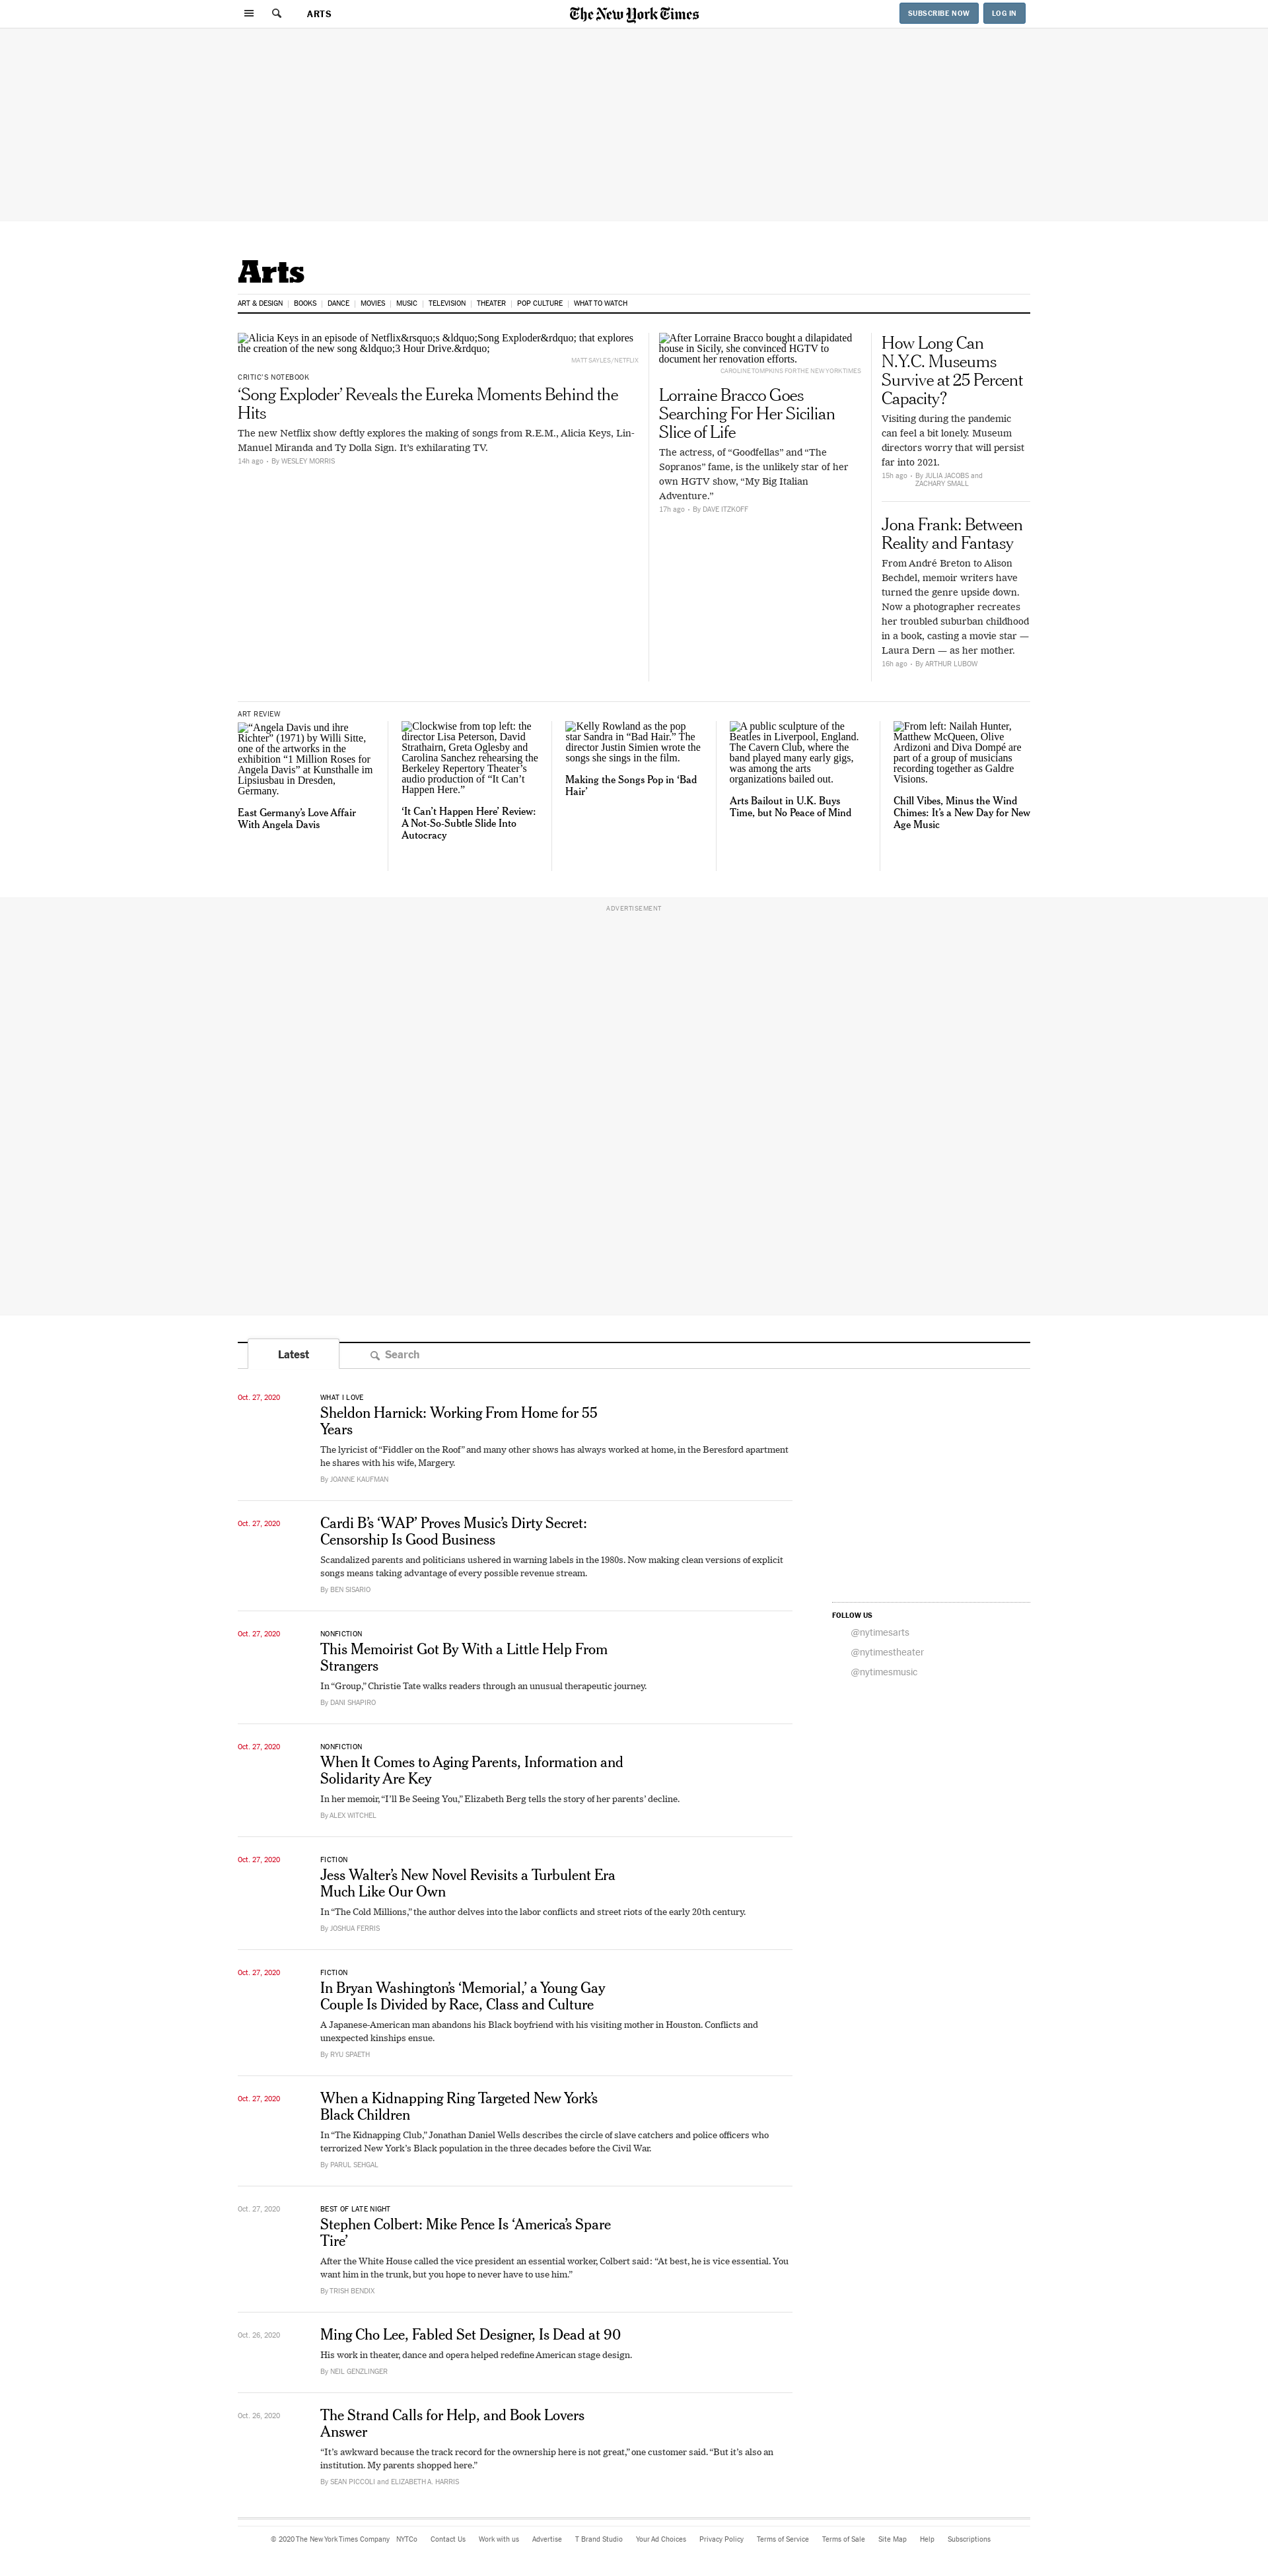 ARTS
The New York Times
SUBSCRIBE NOW
LOG IN
Arts
ART & DESIGN
BOOKS
DANCE
MOVIES
MUSIC
TELEVISION
THEATER
POP CULTURE
WHAT TO WATCH
Alicia Keys in an episode of Netflix&rsquo;s &ldquo;Song Exploder&rdquo; that explores
the creation of the new song &ldquo;3 Hour Drive.&rdquo;
MATT SAYLES/NETFLIX
CRITIC'S NOTEBOOK
‘Song Exploder’ Reveals the Eureka Moments Behind the
Hits
The new Netflix show deftly explores the making of songs from R.E.M., Alicia Keys, Lin-
Manuel Miranda and Ty Dolla Sign. It’s exhilarating TV.
14h ago · By WESLEY MORRIS
After Lorraine Bracco bought a dilapidated
house in Sicily, she convinced HGTV to
document her renovation efforts.
CAROLINE TOMPKINS FOR THE NEW YORK TIMES
Lorraine Bracco Goes
Searching For Her Sicilian
Slice of Life
The actress, of “Goodfellas” and “The
Sopranos” fame, is the unlikely star of her
own HGTV show, “My Big Italian
Adventure.”
17h ago · By DAVE ITZKOFF
How Long Can
N.Y.C. Museums
Survive at 25 Percent
Capacity?
Visiting during the pandemic
can feel a bit lonely. Museum
directors worry that will persist
far into 2021.
15h ago · By JULIA JACOBS and
ZACHARY SMALL
Jona Frank: Between
Reality and Fantasy
From André Breton to Alison
Bechdel, memoir writers have
turned the genre upside down.
Now a photographer recreates
her troubled suburban childhood
in a book, casting a movie star —
Laura Dern — as her mother.
16h ago · By ARTHUR LUBOW
ART REVIEW
“Angela Davis und ihre
Richter” (1971) by Willi Sitte,
one of the artworks in the
exhibition “1 Million Roses for
Angela Davis” at Kunsthalle im
Lipsiusbau in Dresden,
Germany.
East Germany’s Love Affair
With Angela Davis
Clockwise from top left: the
director Lisa Peterson, David
Strathairn, Greta Oglesby and
Carolina Sanchez rehearsing the
Berkeley Repertory Theater’s
audio production of “It Can’t
Happen Here.”
‘It Can’t Happen Here’ Review:
A Not-So-Subtle Slide Into
Autocracy
Kelly Rowland as the pop
star Sandra in “Bad Hair.” The
director Justin Simien wrote the
songs she sings in the film.
Making the Songs Pop in ‘Bad
Hair’
A public sculpture of the
Beatles in Liverpool, England.
The Cavern Club, where the
band played many early gigs,
was among the arts
organizations bailed out.
Arts Bailout in U.K. Buys
Time, but No Peace of Mind
From left: Nailah Hunter,
Matthew McQueen, Olive
Ardizoni and Diva Dompé are
part of a group of musicians
recording together as Galdre
Visions.
Chill Vibes, Minus the Wind
Chimes: It’s a New Day for New
Age Music
ADVERTISEMENT
Latest
Search
Oct. 27, 2020
WHAT I LOVE
Sheldon Harnick: Working From Home for 55
Years
The lyricist of “Fiddler on the Roof” and many other shows has always worked at home, in the Beresford apartment
he shares with his wife, Margery.
By JOANNE KAUFMAN
Oct. 27, 2020
Cardi B’s ‘WAP’ Proves Music’s Dirty Secret:
Censorship Is Good Business
Scandalized parents and politicians ushered in warning labels in the 1980s. Now making clean versions of explicit
songs means taking advantage of every possible revenue stream.
By BEN SISARIO
FOLLOW US
@nytimesarts
@nytimestheater
@nytimesmusic
Oct. 27, 2020
NONFICTION
This Memoirist Got By With a Little Help From
Strangers
In “Group,” Christie Tate walks readers through an unusual therapeutic journey.
By DANI SHAPIRO
Oct. 27, 2020
NONFICTION
When It Comes to Aging Parents, Information and
Solidarity Are Key
In her memoir, “I’ll Be Seeing You,” Elizabeth Berg tells the story of her parents’ decline.
By ALEX WITCHEL
Oct. 27, 2020
FICTION
Jess Walter’s New Novel Revisits a Turbulent Era
Much Like Our Own
In “The Cold Millions,” the author delves into the labor conflicts and street riots of the early 20th century.
By JOSHUA FERRIS
Oct. 27, 2020
FICTION
In Bryan Washington’s ‘Memorial,’ a Young Gay
Couple Is Divided by Race, Class and Culture
A Japanese-American man abandons his Black boyfriend with his visiting mother in Houston. Conflicts and
unexpected kinships ensue.
By RYU SPAETH
Oct. 27, 2020
When a Kidnapping Ring Targeted New York’s
Black Children
In “The Kidnapping Club,” Jonathan Daniel Wells describes the circle of slave catchers and police officers who
terrorized New York’s Black population in the three decades before the Civil War.
By PARUL SEHGAL
Oct. 27, 2020
BEST OF LATE NIGHT
Stephen Colbert: Mike Pence Is ‘America’s Spare
Tire’
After the White House called the vice president an essential worker, Colbert said: “At best, he is vice essential. You
want him in the trunk, but you hope to never have to use him.”
By TRISH BENDIX
Oct. 26, 2020
Ming Cho Lee, Fabled Set Designer, Is Dead at 90
His work in theater, dance and opera helped redefine American stage design.
By NEIL GENZLINGER
Oct. 26, 2020
The Strand Calls for Help, and Book Lovers
Answer
“It’s awkward because the track record for the ownership here is not great,” one customer said. “But it’s also an
institution. My parents shopped here.”
By SEAN PICCOLI and ELIZABETH A. HARRIS
© 2020 The New York Times Company NYTCo Contact Us Work with us Advertise T Brand Studio Your Ad Choices Privacy Policy Terms of Service Terms of Sale Site Map Help Subscriptions